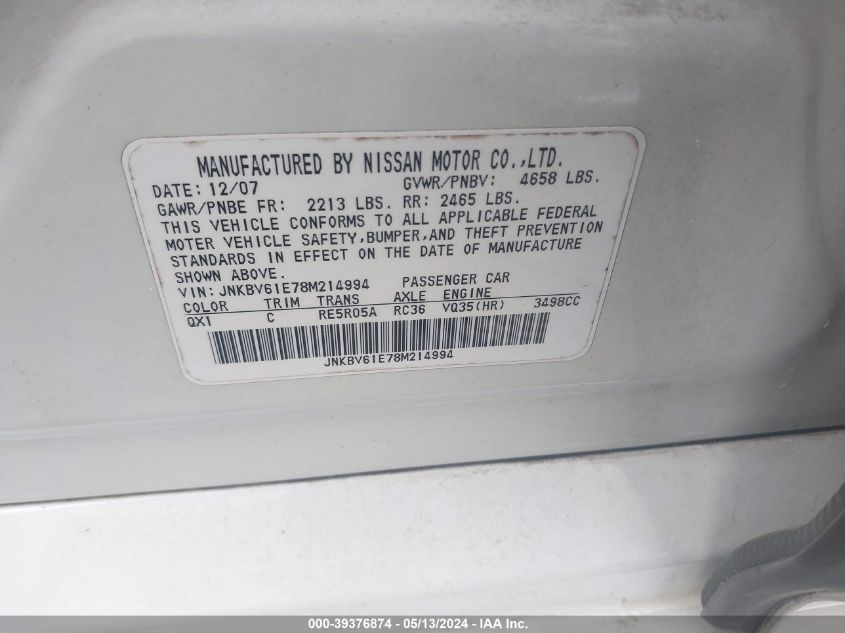 MANUFACTURED BY NISSAN MOTOR CO.,LTD.
DATE: 12/07 GVWR/PNBV: 4658 LBS.
GAWR/PNBE FR: 2213 LBS. RR: 2465 LBS.
THIS VEHICLE CONFORMS TO ALL APPLICABLE FEDERAL
MOTER VEHICLE SAFETY,BUMPER,AND THEFT PREVENTION
STANDARDS IN EFFECT ON THE DATE OF MANUFACTURE
SHOWN ABOVE.
VIN: JNKBV61E78M214994 PASSENGER CAR
COLOR TRIM TRANS AXLE ENGINE
QX1 C RE5R05A RC36 VQ35(HR) 3498CC
JNKBV61E78M214994
000-39376874 - 05/13/2024 - IAA Inc.